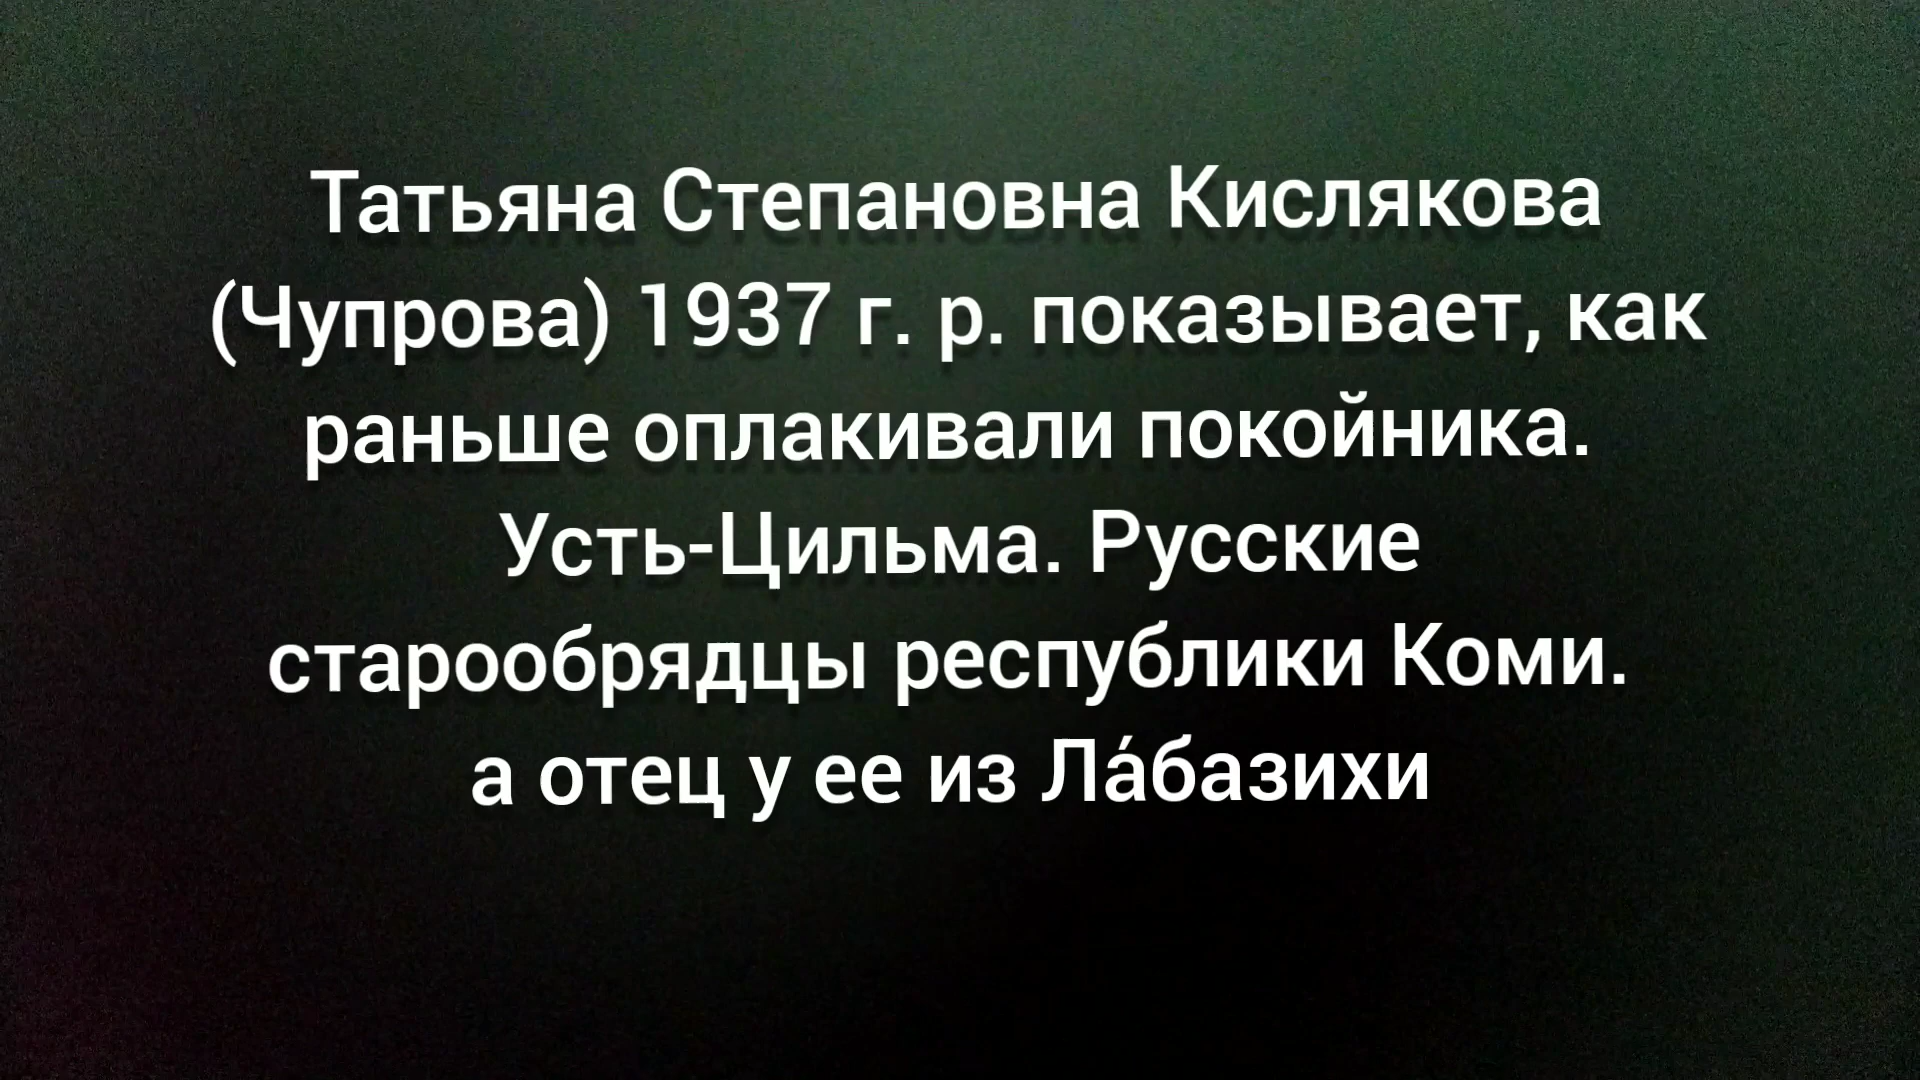 Татьяна Степановна Кислякова
(Чупрова) 1937 г. р. показывает, как
раньше оплакивали покойника.
Усть-Цильма. Русские
старообрядцы республики Коми.
а отец у ее из Ла́базихи